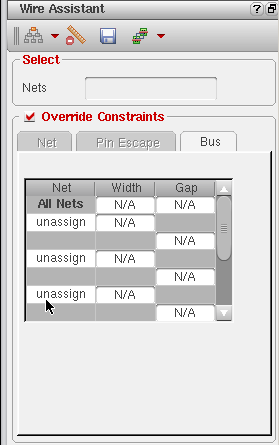 Wire Assistant
Select
Nets
Override Constraints
Net Pin Escape Bus
Net Width Gap
All Nets N/A N/A
unassign N/A
N/A
unassign N/A
N/A
unassign N/A
N/A